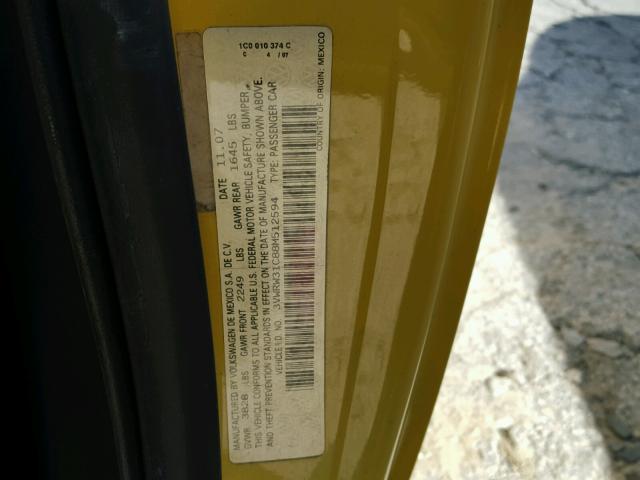 1C0 010 374 C
C 4 /07
MANUFACTURED BY VOLKSWAGEN DE MEXICO S.A. DE C.V. DATE 11.07
GVWR 3828 LBS GAWR FRONT 2249 LBS GAWR REAR 1645 LBS
THIS VEHICLE CONFORMS TO ALL APPLICABLE U.S. FEDERAL MOTOR VEHICLE SAFETY, BUMPER,
AND THEFT PREVENTION STANDARDS IN EFFECT ON THE DATE OF MANUFACTURE SHOWN ABOVE.
VEHICLE I.D. NO. 3VWRW31C88M512594 TYPE: PASSENGER CAR
COUNTRY OF ORIGIN: MEXICO